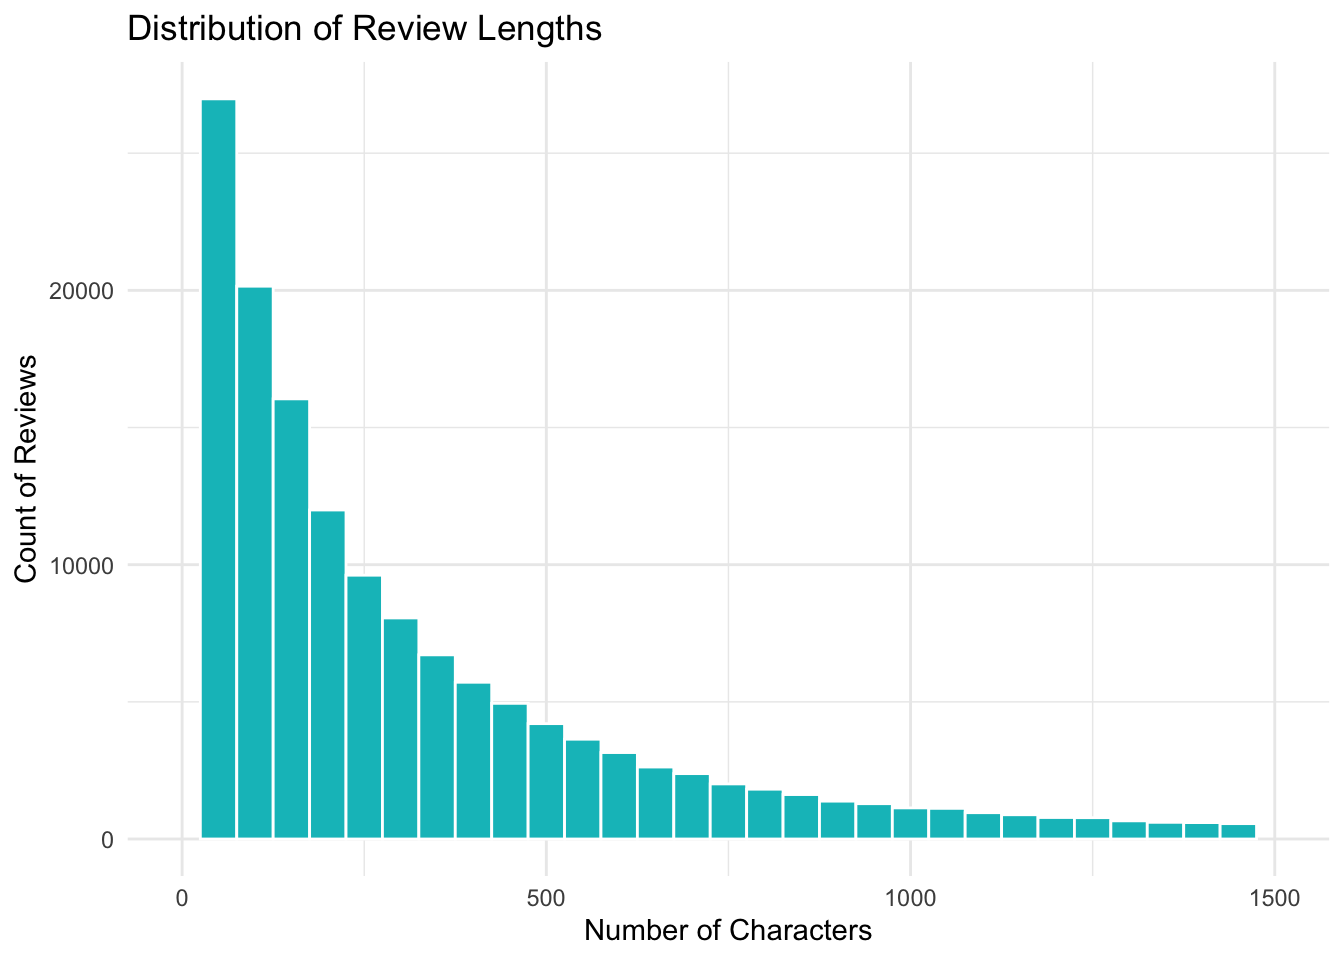 Distribution of Review Lengths
Count of Reviews
20000
10000
0
0
500
1000
1500
Number of Characters